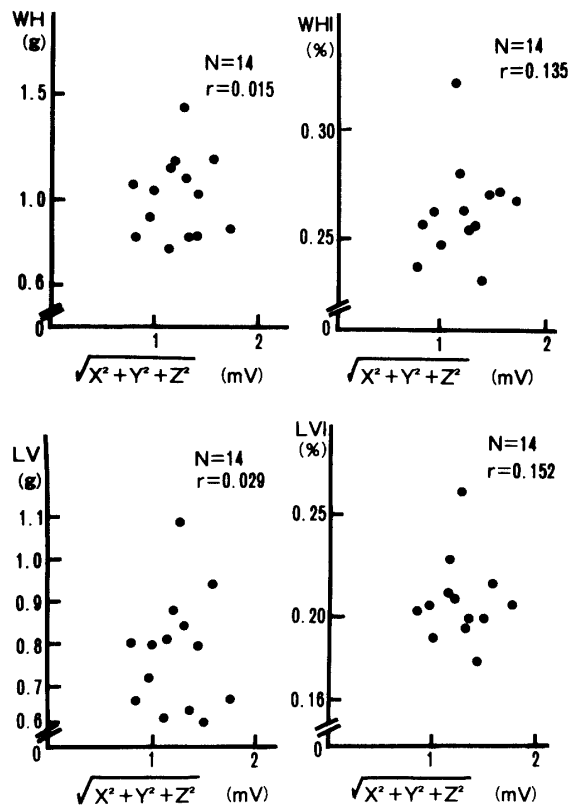 WH
(g)
N=14
r=0.015
1.5
1.0
0.6
0
1
2
√X²+Y²+Z² (mV)
WHI
(%)
N=14
r=0.135
0.30
0.25
0
1
2
√X²+Y²+Z² (mV)
LV
(g)
N=14
r=0.029
1.1
1.0
0.9
0.8
0.7
0.6
0
1
2
√X²+Y²+Z² (mV)
LVI
(%)
N=14
r=0.152
0.25
0.20
0.16
0
1
2
√X²+Y²+Z² (mV)